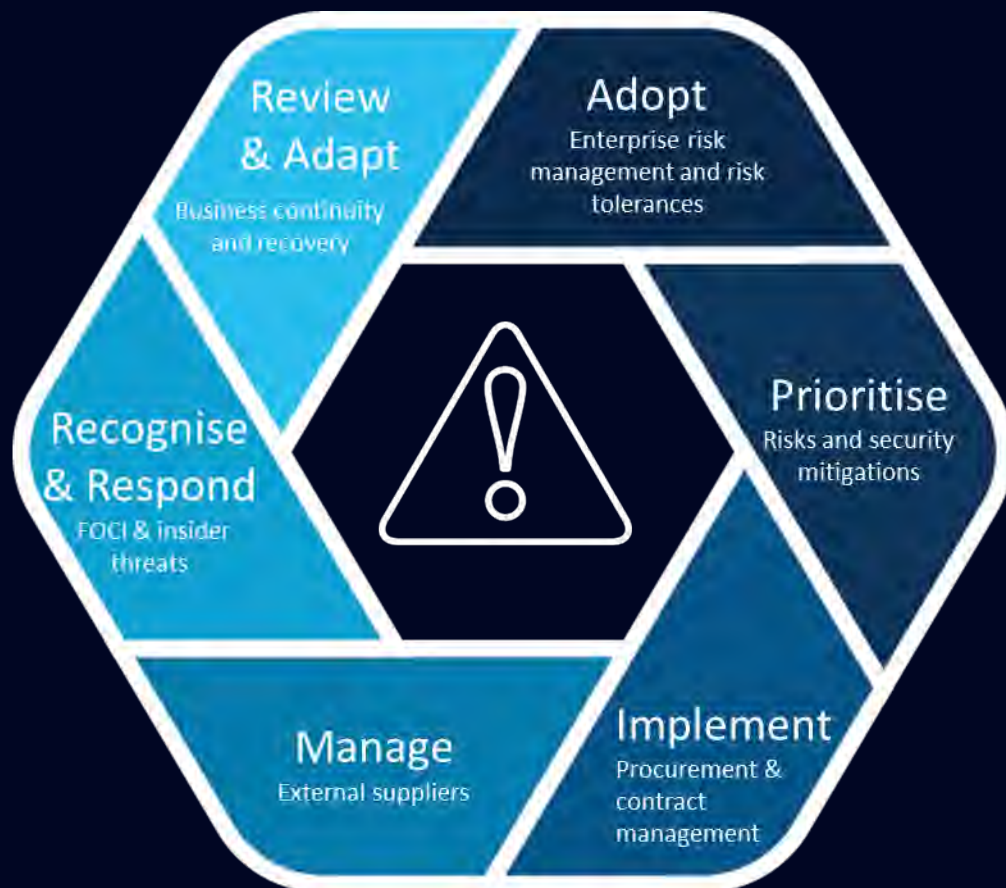 Adopt
Enterprise risk
management and risk
tolerances
Prioritise
Risks and security
mitigations
Implement
Procurement &
contract
management
Manage
External suppliers
Recognise
& Respond
FOCI & insider
threats
Review
& Adapt
Business continuity
and recovery